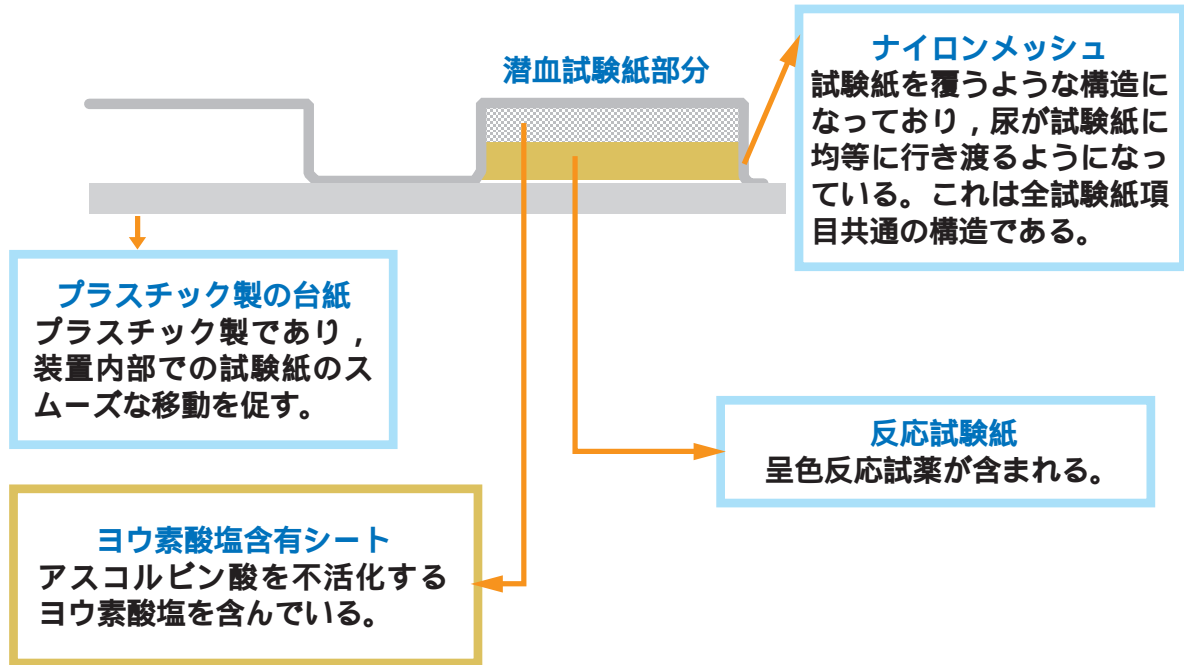 潜血試験紙部分
ナイロンメッシュ
試験紙を覆うような構造に
なっており，尿が試験紙に
均等に行き渡るようになっ
ている。これは全試験紙項
目共通の構造である。
プラスチック製の台紙
プラスチック製であり，
装置内部での試験紙のス
ムーズな移動を促す。
反応試験紙
呈色反応試薬が含まれる。
ヨウ素酸塩含有シート
アスコルビン酸を不活化する
ヨウ素酸塩を含んでいる。